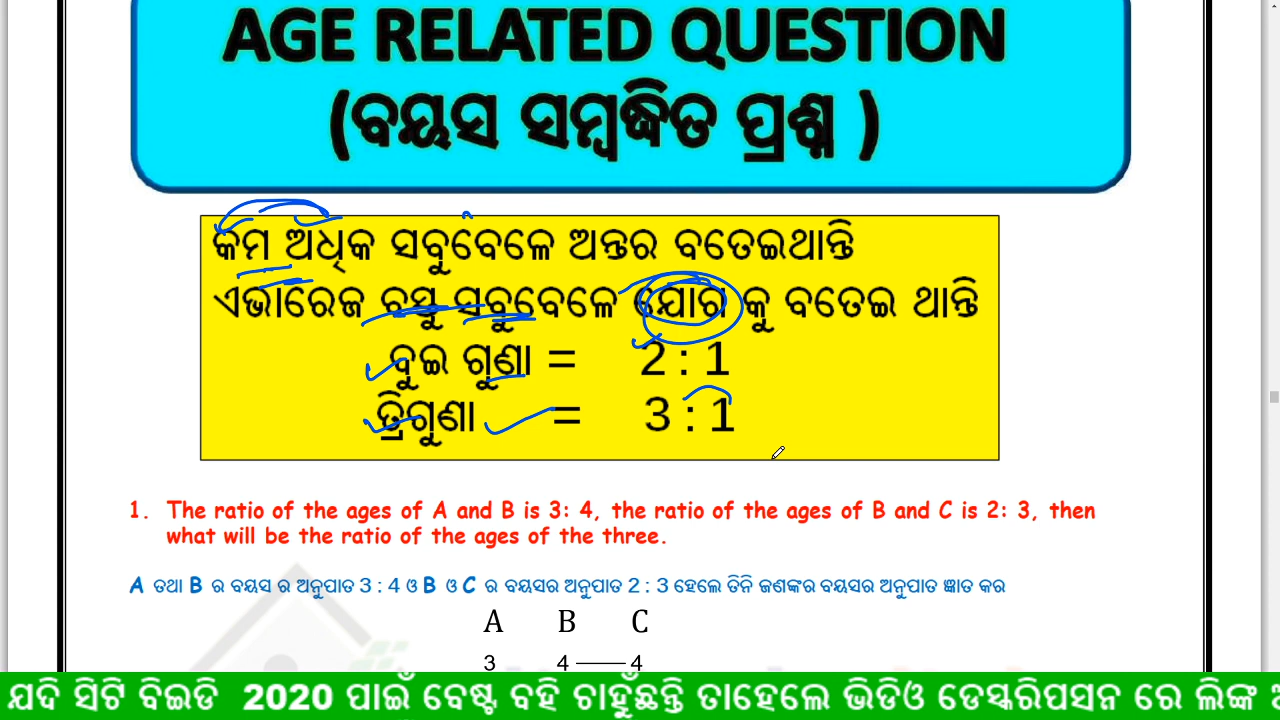 AGE RELATED QUESTION
(ବୟସ ସମ୍ବନ୍ଧିତ ପ୍ରଶ୍ନ )
କମ ଅଧିକ ସବୁବେଳେ ଅନ୍ତର ବତେଇଥାନ୍ତି
ଏଭାରେଜ ବସ୍ତୁ ସବୁବେଳେ ଯୋଗ କୁ ବତେଇ ଥାନ୍ତି
ଦୁଇ ଗୁଣା = 2 : 1
ତ୍ରିଗୁଣା = 3 : 1
1. The ratio of the ages of A and B is 3: 4, the ratio of the ages of B and C is 2: 3, then
what will be the ratio of the ages of the three.
A ତଥା B ର ବୟସ ର ଅନୁପାତ 3 : 4 ଓ B ଓ C ର ବୟସର ଅନୁପାତ 2 : 3 ହେଲେ ତିନି ଜଣଙ୍କର ବୟସର ଅନୁପାତ ଜ୍ଞାତ କର
A B C
3 4 — 4
ଯଦି ସିଟି ବିଇଡି 2020 ପାଇଁ ବେଷ୍ଟ ବହି ଚାହୁଁଛନ୍ତି ତାହେଲେ ଭିଡିଓ ଡେସ୍କରିପସନ ରେ ଲିଙ୍କ